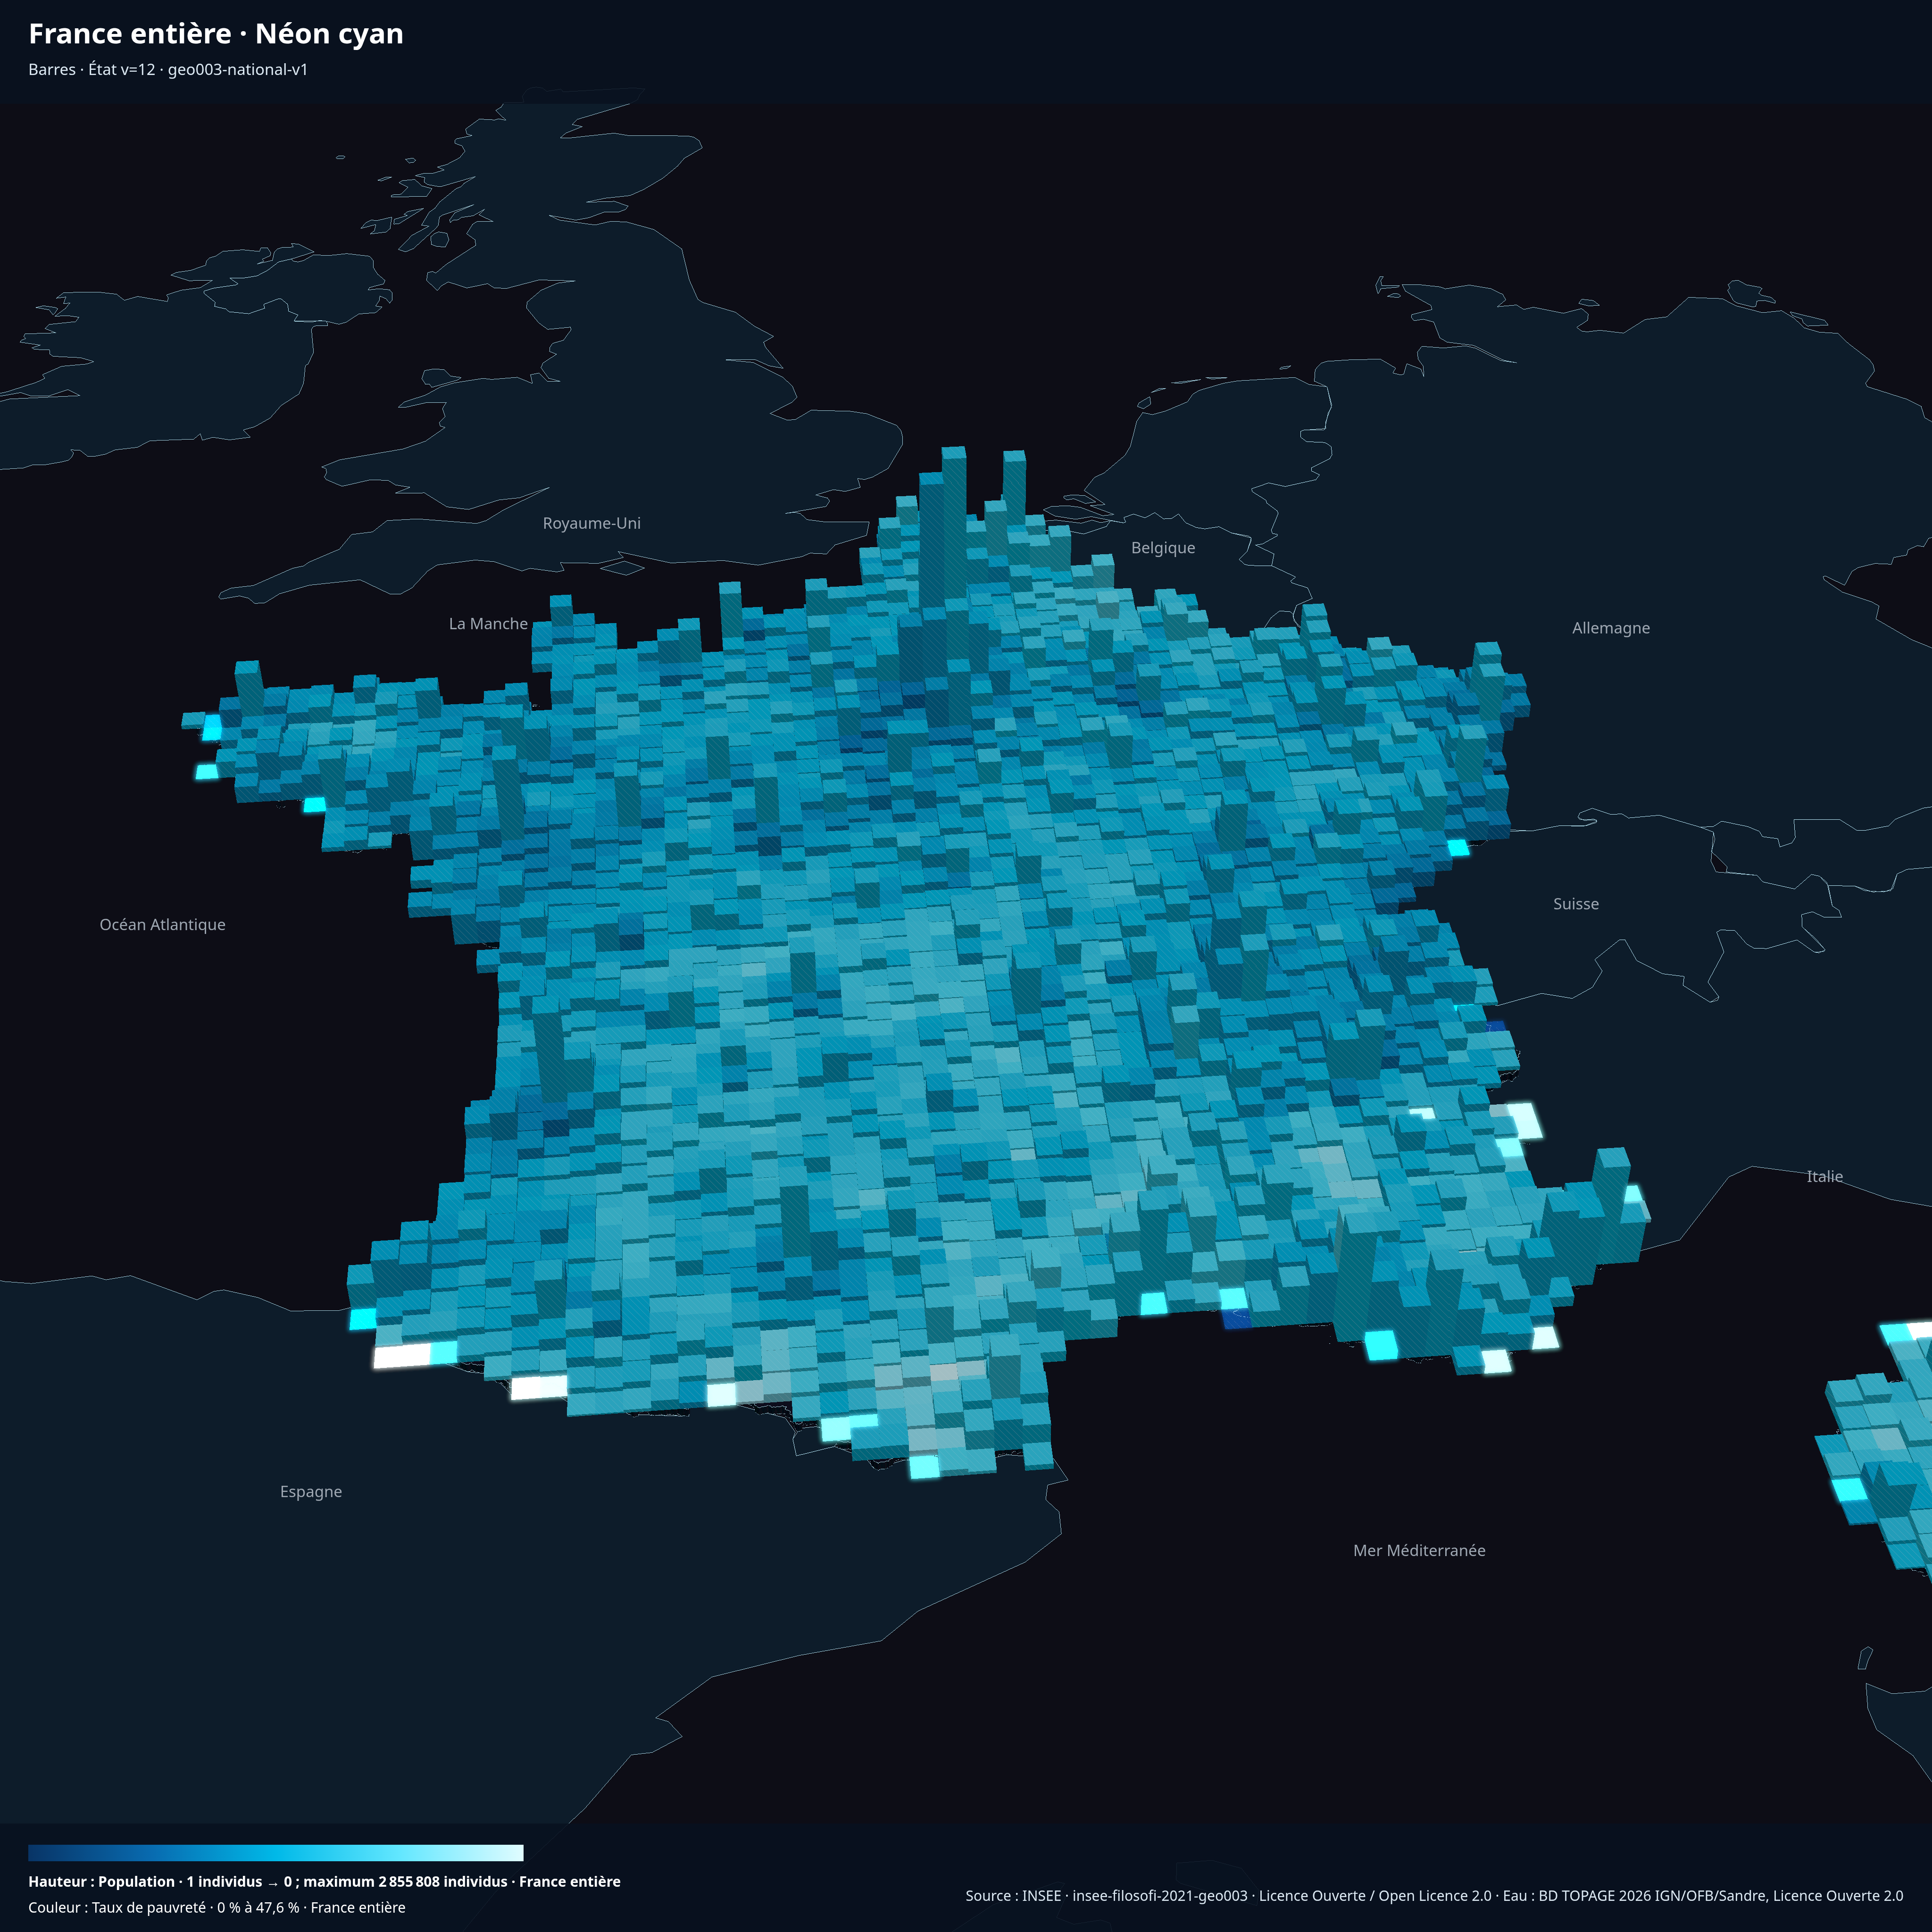 France entière · Néon cyan
Barres · État v=12 · geo003-national-v1
Royaume-Uni
Belgique
La Manche
Allemagne
Suisse
Océan Atlantique
Italie
Espagne
Mer Méditerranée
Hauteur : Population · 1 individus → 0 ; maximum 2 855 808 individus · France entière
Couleur : Taux de pauvreté · 0 % à 47,6 % · France entière
Source : INSEE · insee-filosofi-2021-geo003 · Licence Ouverte / Open Licence 2.0 · Eau : BD TOPAGE 2026 IGN/OFB/Sandre, Licence Ouverte 2.0